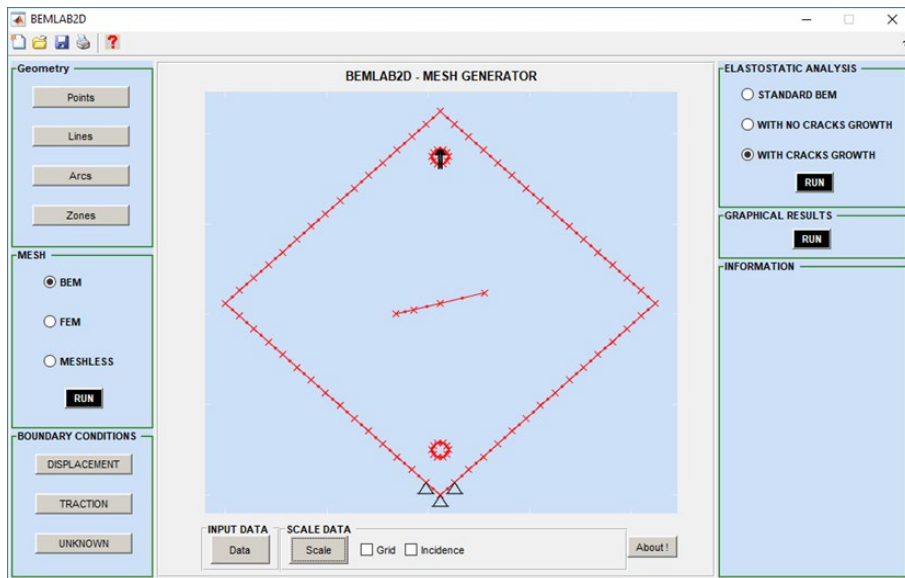 BEMLAB2D
?
Geometry
Points
Lines
Arcs
Zones
MESH
BEM
FEM
MESHLESS
RUN
BOUNDARY CONDITIONS
DISPLACEMENT
TRACTION
UNKNOWN
BEMLAB2D - MESH GENERATOR
INPUT DATA
Data
SCALE DATA
Scale
Grid
Incidence
About !
ELASTOSTATIC ANALYSIS
STANDARD BEM
WITH NO CRACKS GROWTH
WITH CRACKS GROWTH
RUN
GRAPHICAL RESULTS
RUN
INFORMATION